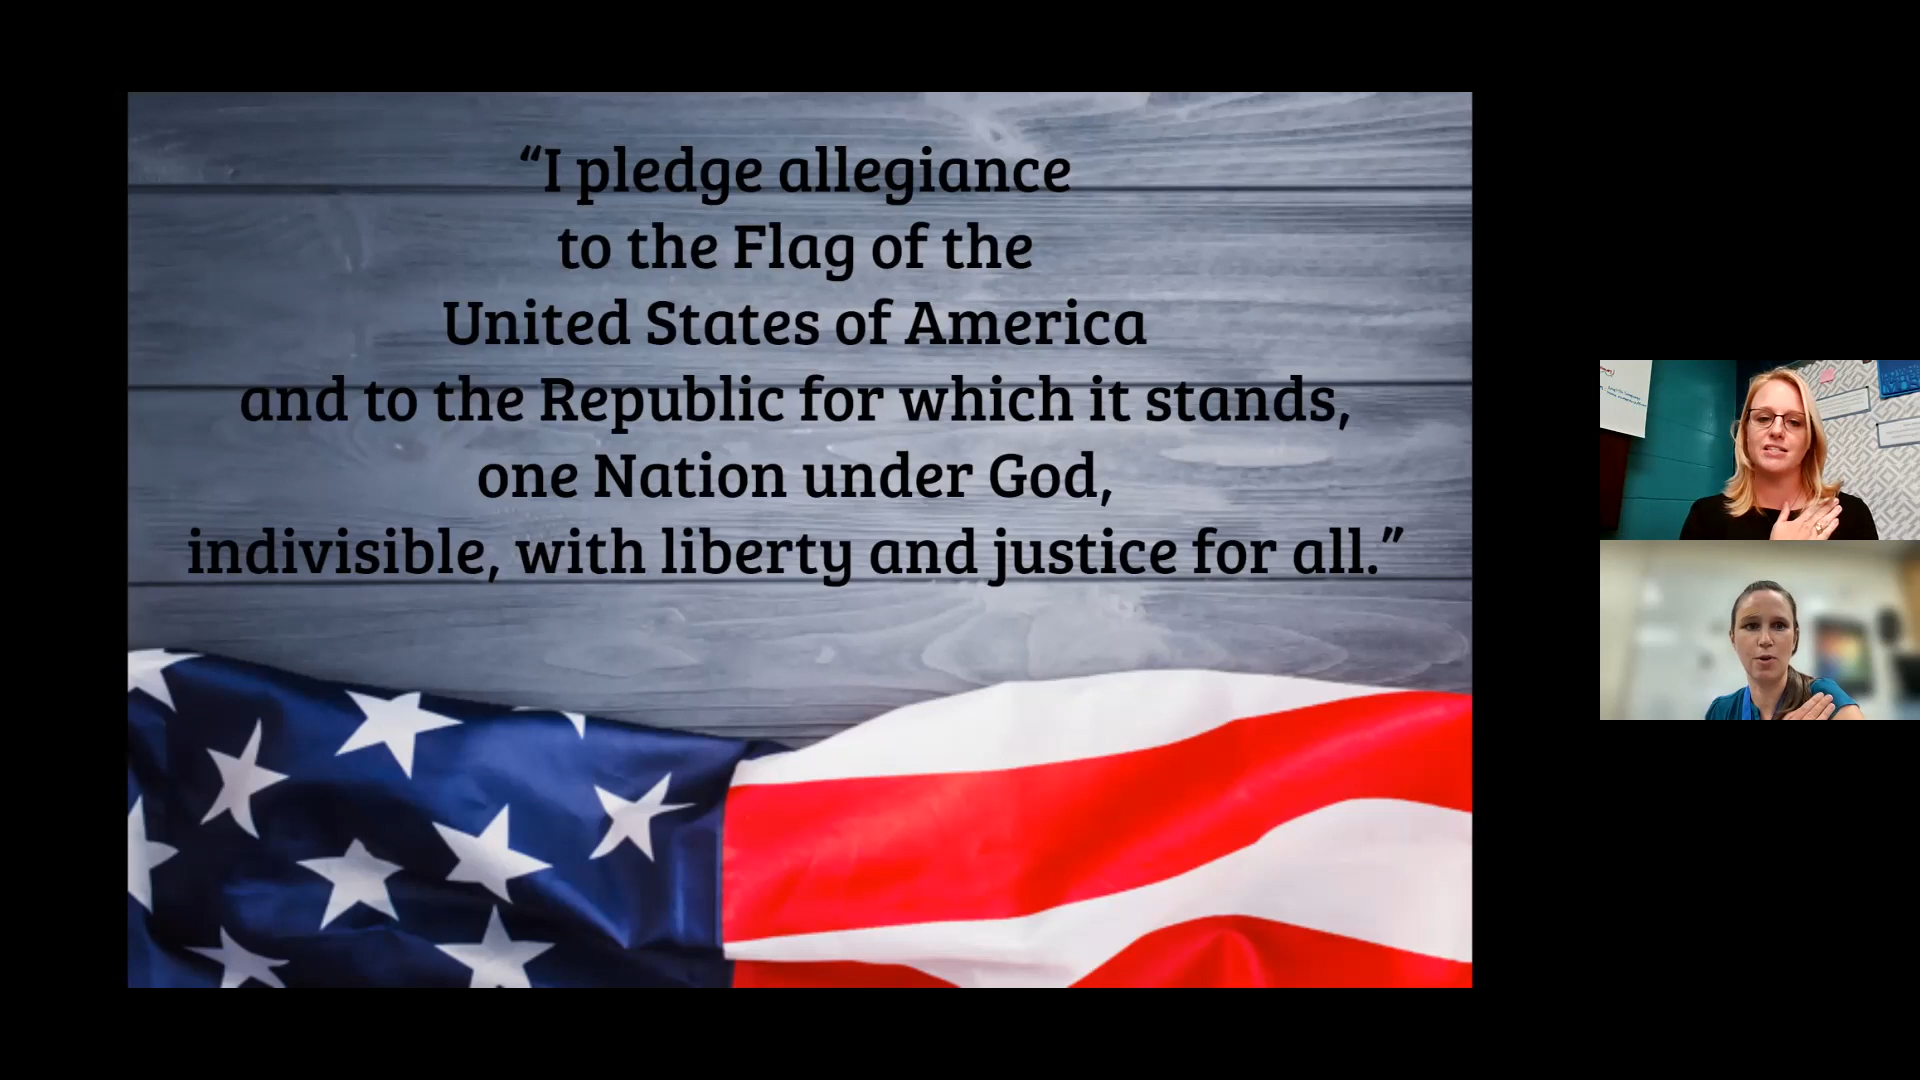 “I pledge allegiance
to the Flag of the
United States of America
and to the Republic for which it stands,
one Nation under God,
indivisible, with liberty and justice for all.”